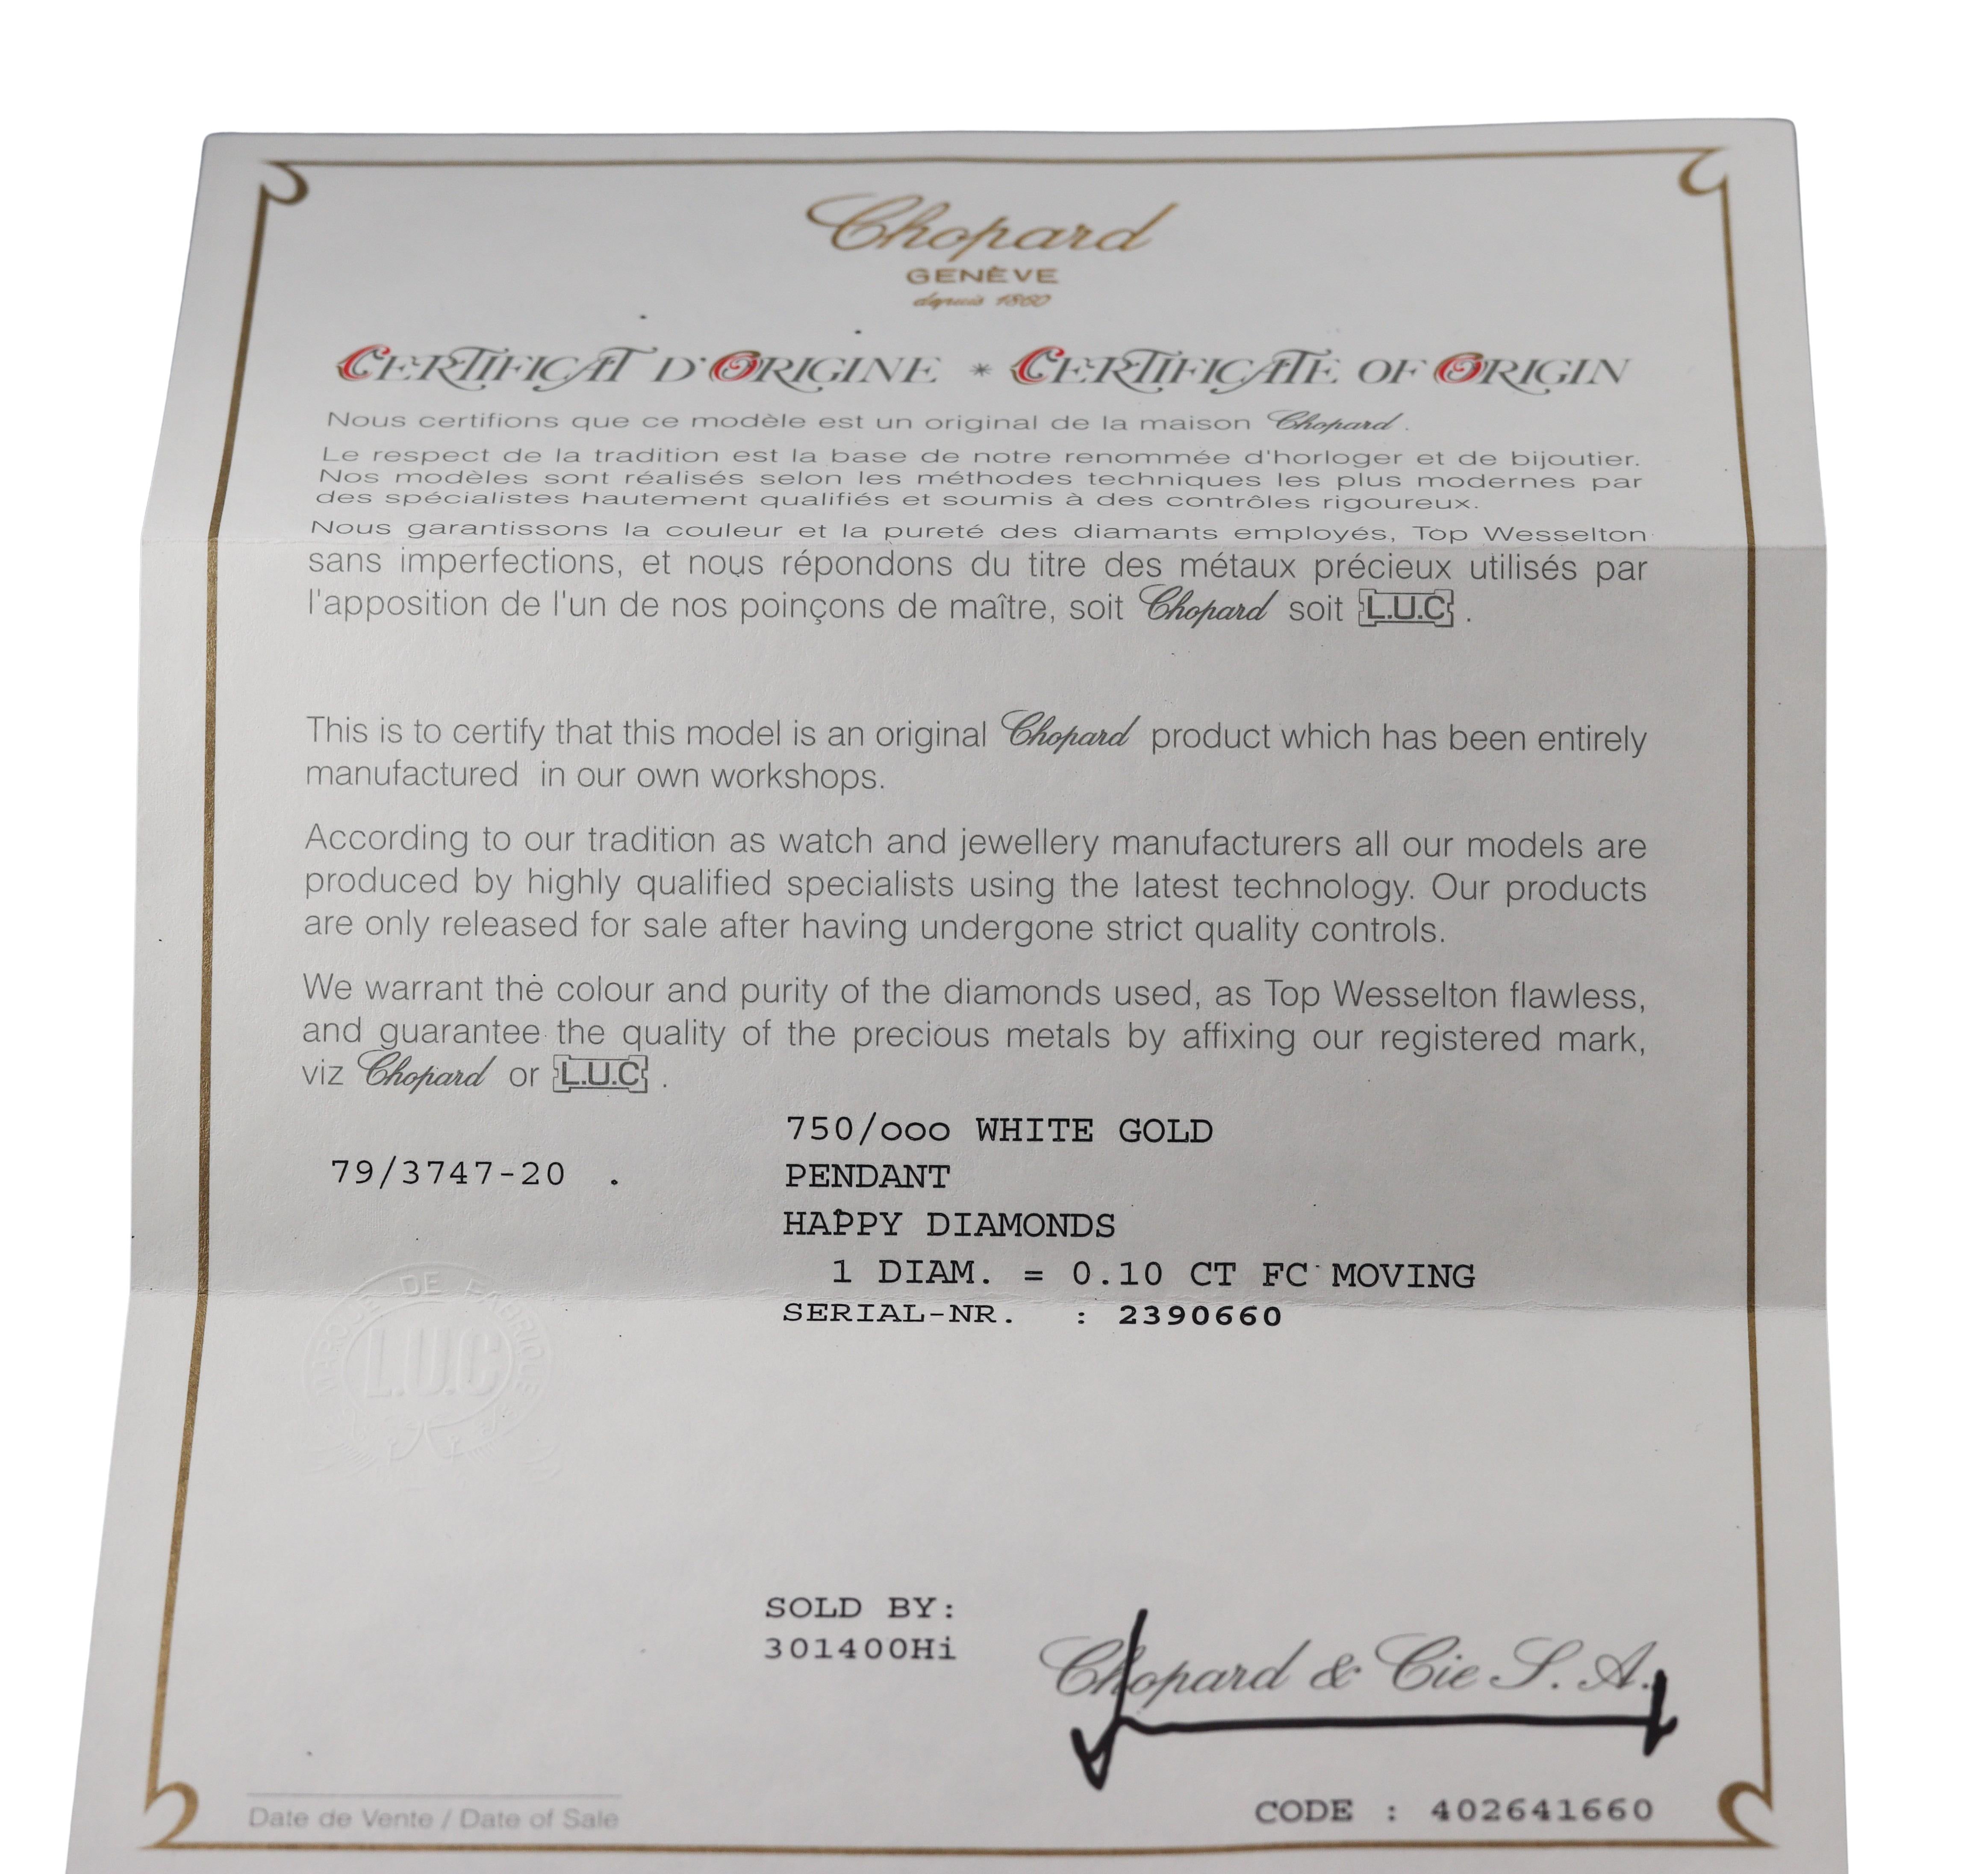 Chopard
GENÈVE
depuis 1860
CERTIFICAT D'ORIGINE * CERTIFICATE OF ORIGIN
Nous certifions que ce modèle est un original de la maison Chopard.
Le respect de la tradition est la base de notre renommée d'horloger et de bijoutier.
Nos modèles sont réalisés selon les méthodes techniques les plus modernes par
des spécialistes hautement qualifiés et soumis à des contrôles rigoureux.
Nous garantissons la couleur et la pureté des diamants employés, Top Wesselton
sans imperfections, et nous répondons du titre des métaux précieux utilisés par
l'apposition de l'un de nos poinçons de maître, soit Chopard soit L.U.C.
This is to certify that this model is an original Chopard product which has been entirely
manufactured in our own workshops.
According to our tradition as watch and jewellery manufacturers all our models are
produced by highly qualified specialists using the latest technology. Our products
are only released for sale after having undergone strict quality controls.
We warrant the colour and purity of the diamonds used, as Top Wesselton flawless,
and guarantee the quality of the precious metals by affixing our registered mark,
viz Chopard or L.U.C.
750/ooo WHITE GOLD
79/3747-20 . PENDANT
HAPPY DIAMONDS
1 DIAM. = 0.10 CT FC MOVING
SERIAL-NR. : 2390660
MARQUE DE FABRIQUE
L.U.C
SOLD BY:
301400Hi
Chopard & Cie S.A.
Date de Vente / Date of Sale
CODE : 402641660